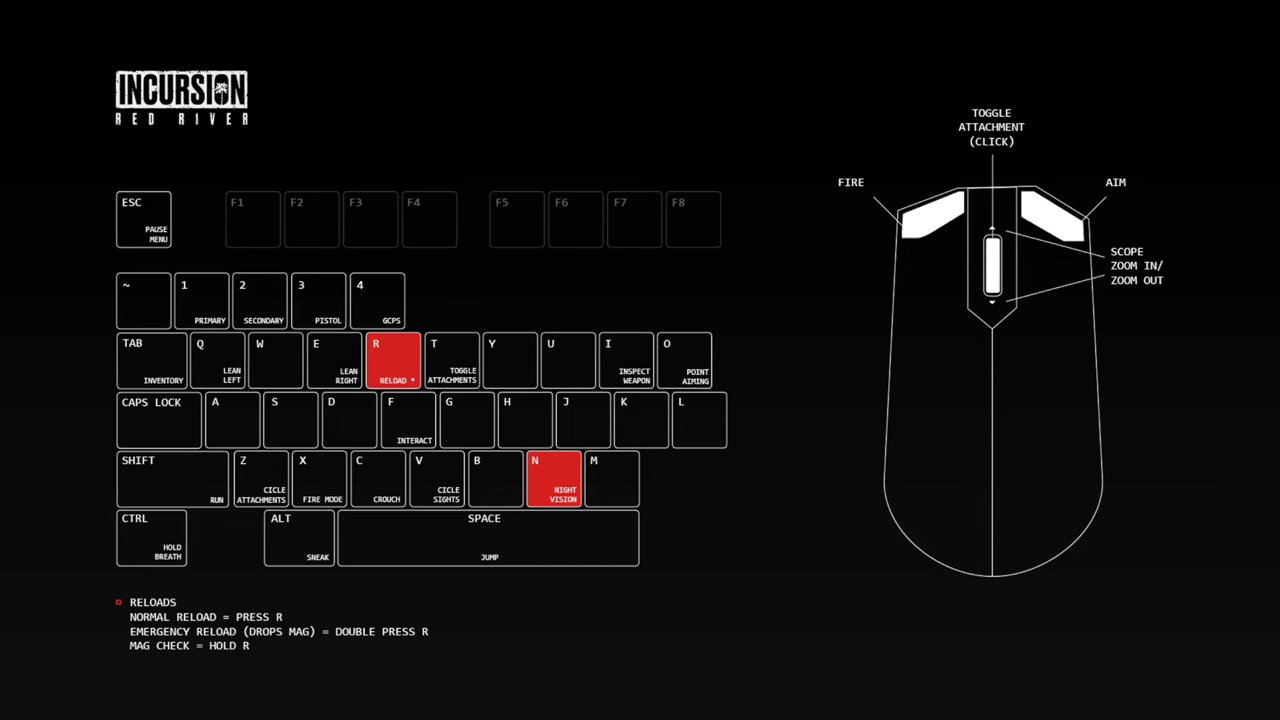 INCURSION
RED RIVER
TOGGLE
ATTACHMENT
(CLICK)
FIRE
AIM
SCOPE
ZOOM IN/
ZOOM OUT
ESC
PAUSE
MENU
F1
F2
F3
F4
F5
F6
F7
F8
~
1
PRIMARY
2
SECONDARY
3
PISTOL
4
GCPS
TAB
INVENTORY
Q
LEAN
LEFT
W
E
LEAN
RIGHT
R
RELOAD *
T
TOGGLE
ATTACHMENTS
Y
U
I
INSPECT
WEAPON
O
POINT
AIMING
CAPS LOCK
A
S
D
F
INTERACT
G
H
J
K
L
SHIFT
RUN
Z
CICLE
ATTACHMENTS
X
FIRE MODE
C
CROUCH
V
CICLE
SIGHTS
B
N
NIGHT
VISION
M
CTRL
HOLD
BREATH
ALT
SNEAK
SPACE
JUMP
RELOADS
NORMAL RELOAD = PRESS R
EMERGENCY RELOAD (DROPS MAG) = DOUBLE PRESS R
MAG CHECK = HOLD R